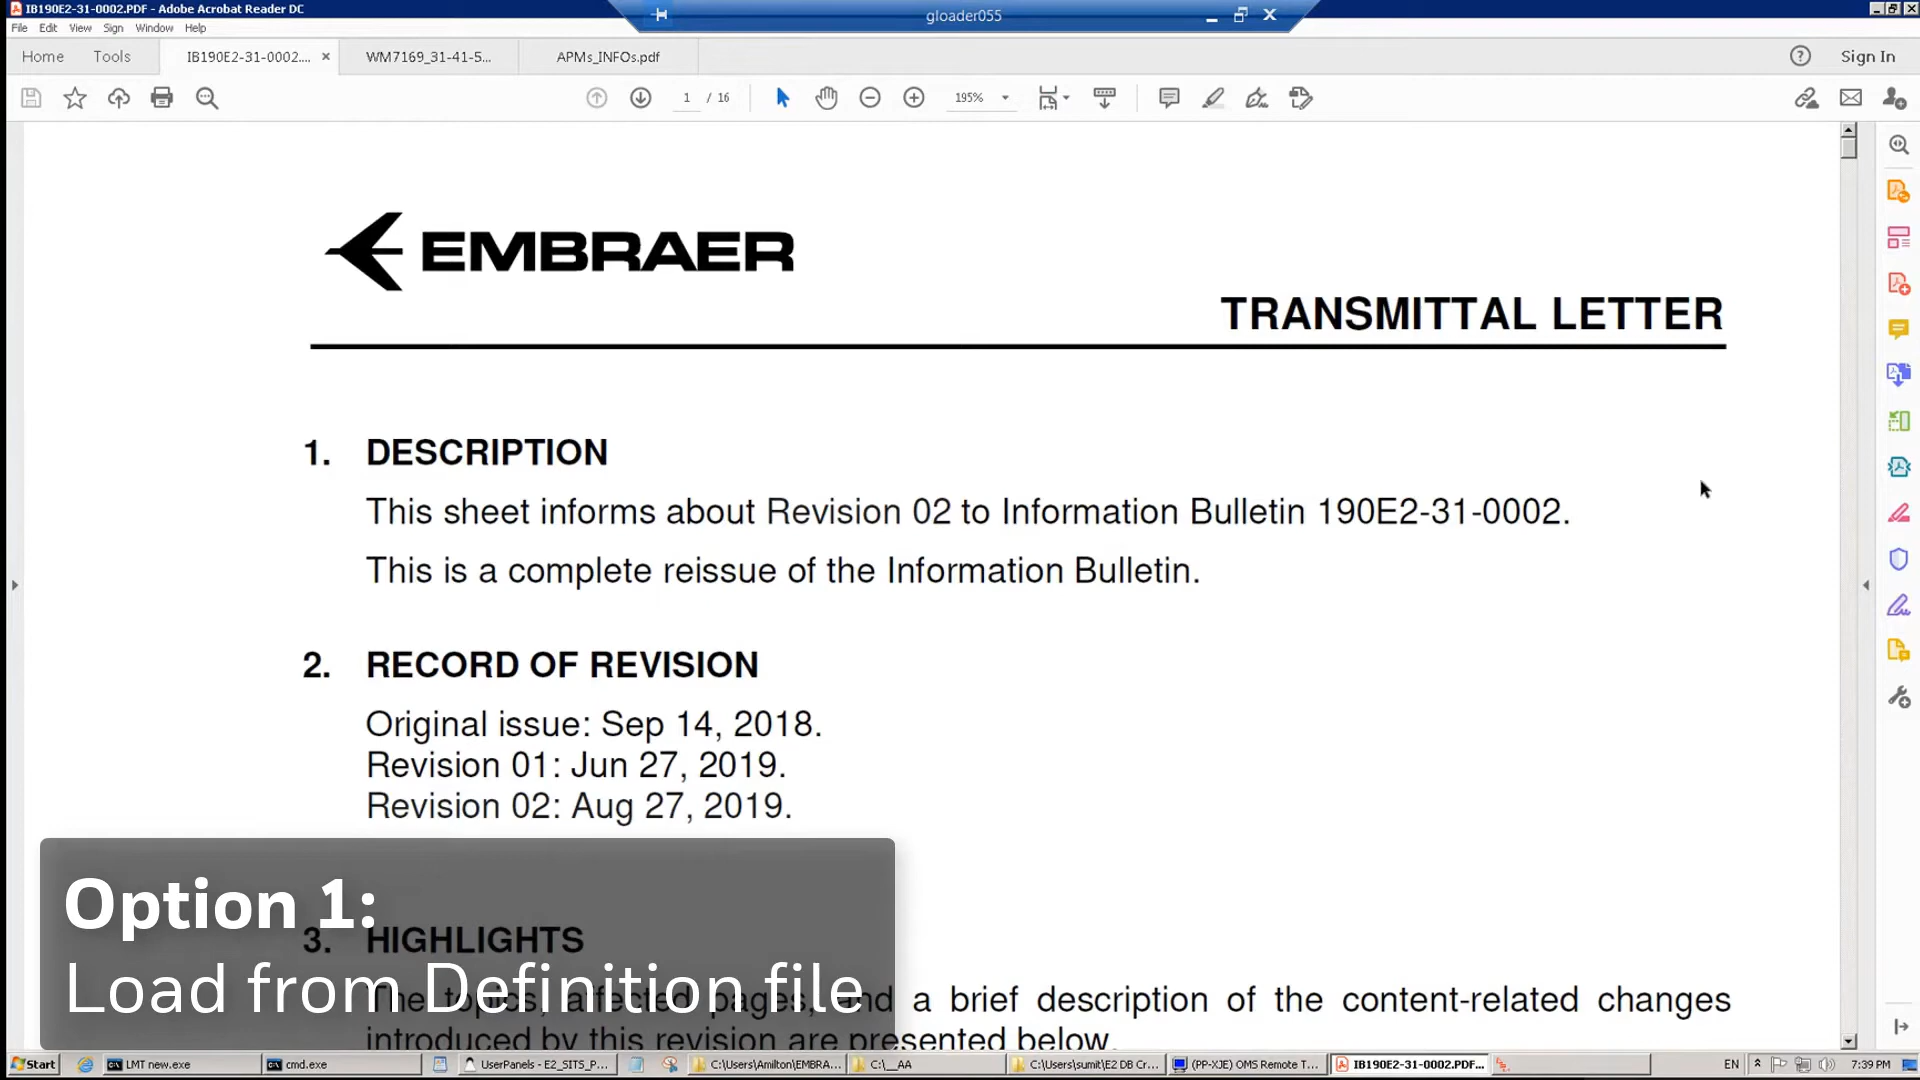 IB190E2-31-0002.PDF - Adobe Acrobat Reader DC
gloader055
File Edit View Sign Window Help
Home Tools IB190E2-31-0002.... × WM7169_31-41-5... APMs_INFOs.pdf Sign In
1 / 16 195%
EMBRAER
TRANSMITTAL LETTER
1. DESCRIPTION
This sheet informs about Revision 02 to Information Bulletin 190E2-31-0002.
This is a complete reissue of the Information Bulletin.
2. RECORD OF REVISION
Original issue: Sep 14, 2018.
Revision 01: Jun 27, 2019.
Revision 02: Aug 27, 2019.
Option 1:
Load from Definition file
3. HIGHLIGHTS
The topics, affected pages, and a brief description of the content-related changes
introduced by this revision are presented below.
Start LMT new.exe cmd.exe UserPanels - E2_SITS_P... C:\Users\Amilton\EMBRA... C:\__AA C:\Users\sumit\E2 DB Cr... (PP-XJE) OMS Remote T... IB190E2-31-0002.PDF... EN 7:39 PM